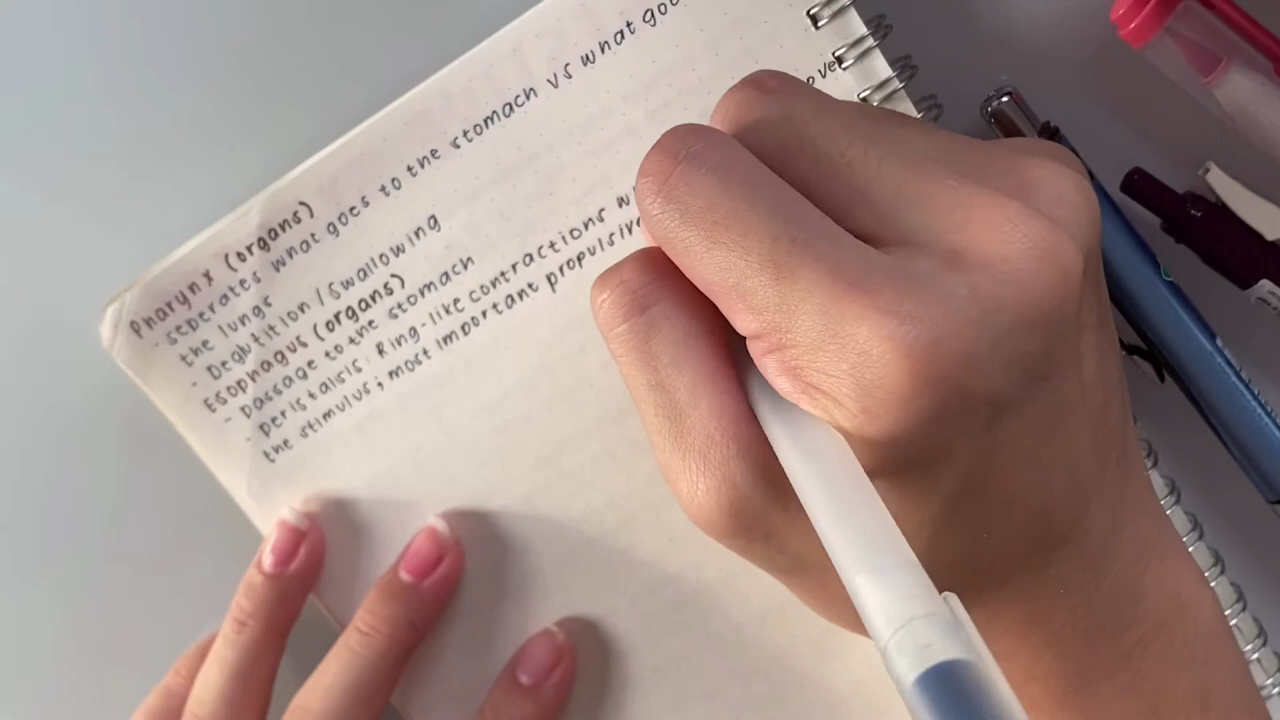 Pharynx (organs)
- seperates what goes to the stomach vs what goes
the lungs
- Deglutition / Swallowing
Esophagus (organs)
- passage to the stomach
- peristalsis: Ring-like contractions
the stimulus; most important propulsive